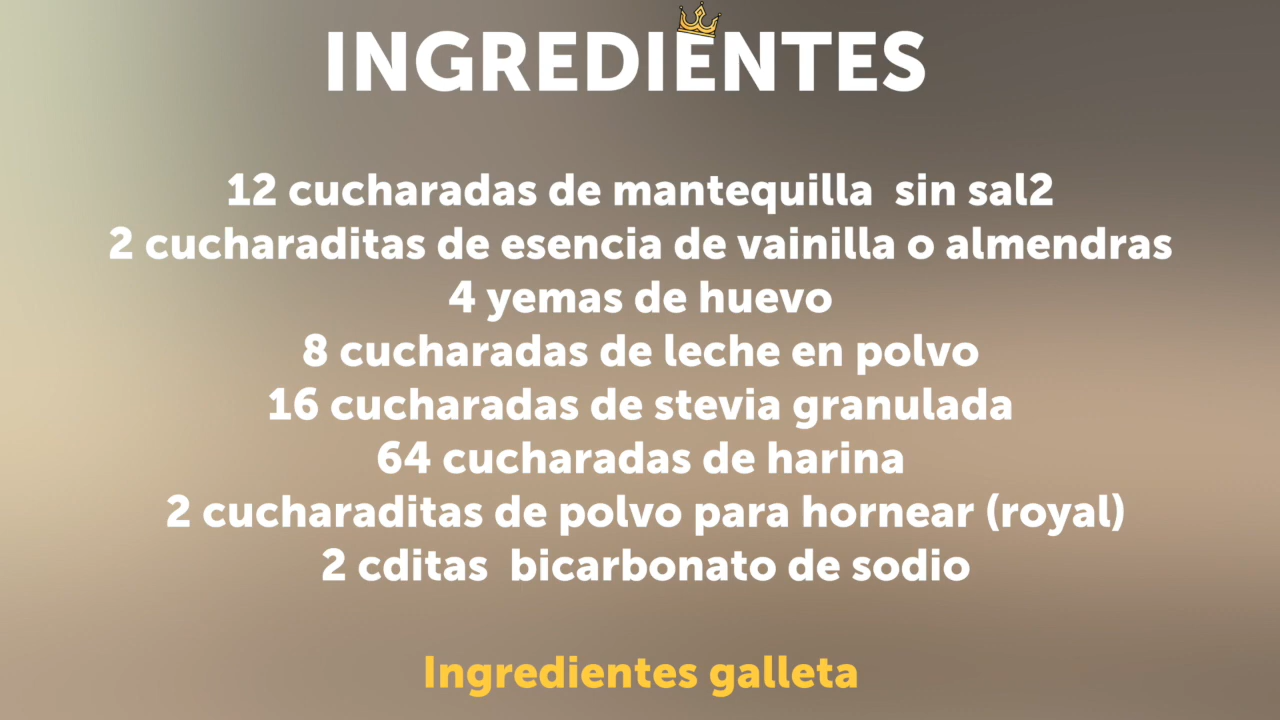 INGREDIENTES
12 cucharadas de mantequilla  sin sal2
2 cucharaditas de esencia de vainilla o almendras
4 yemas de huevo
8 cucharadas de leche en polvo
16 cucharadas de stevia granulada
64 cucharadas de harina
2 cucharaditas de polvo para hornear (royal)
2 cditas  bicarbonato de sodio
Ingredientes galleta